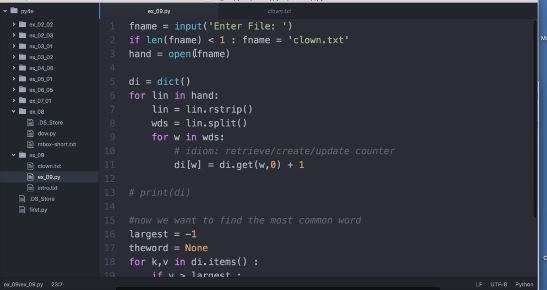 py4e
ex_02_02
ex_02_03
ex_03_01
ex_03_02
ex_04_06
ex_05_01
ex_06_05
ex_07_01
ex_08
.DS_Store
dow.py
mbox-short.txt
ex_09
clown.txt
ex_09.py
intro.txt
.DS_Store
first.py
ex_09.py clown.txt
1 fname = input('Enter File: ')
2 if len(fname) < 1 : fname = 'clown.txt'
3 hand = open(fname)
4
5 di = dict()
6 for lin in hand:
7 lin = lin.rstrip()
8 wds = lin.split()
9 for w in wds:
10 # idiom: retrieve/create/update counter
11 di[w] = di.get(w,0) + 1
12
13 # print(di)
14
15 #now we want to find the most common word
16 largest = -1
17 theword = None
18 for k,v in di.items() :
19 if v > largest :
ex_09/ex_09.py 23:7 LF UTF-8 Python